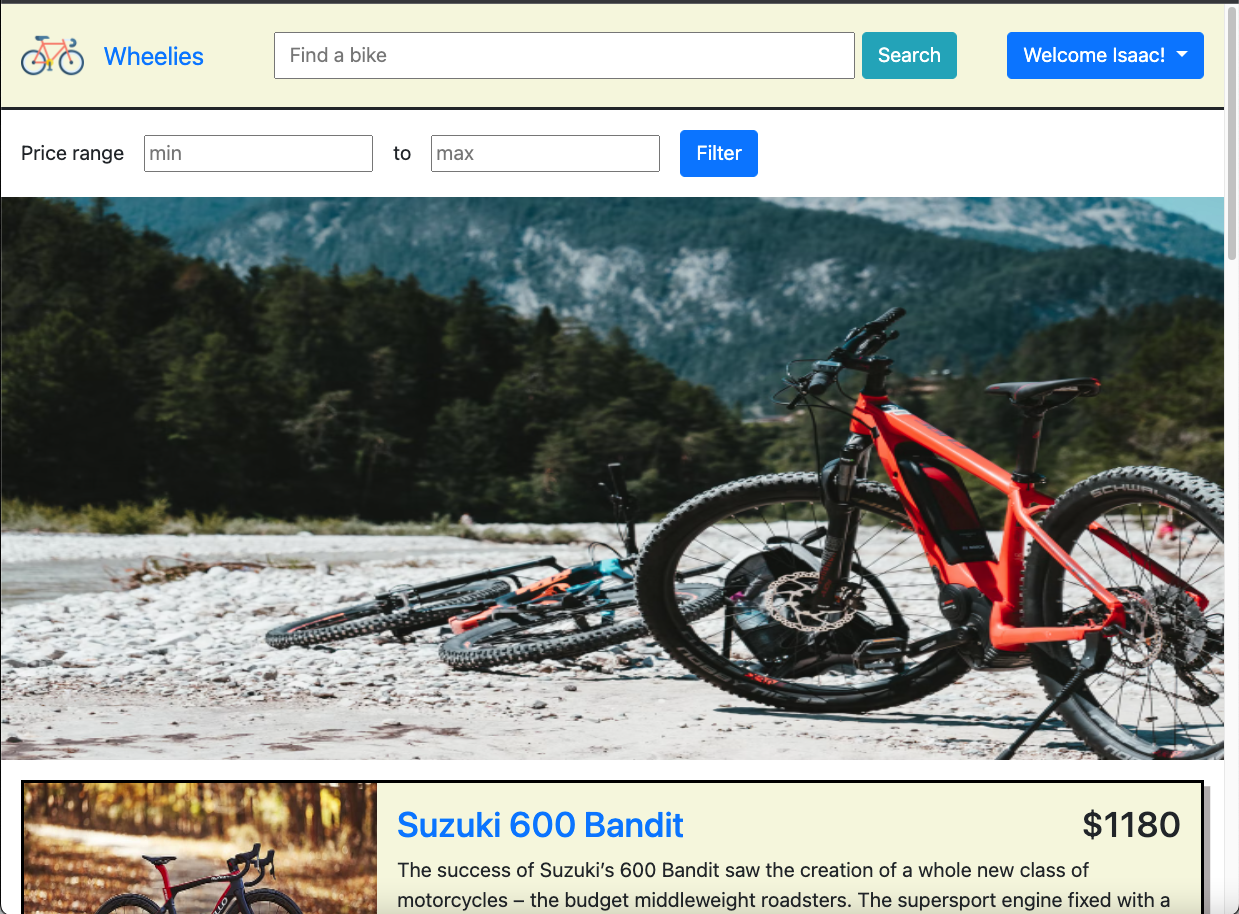 Wheelies
Find a bike
Search
Welcome Isaac!
Price range
min
to
max
Filter
SCHWALB
Suzuki 600 Bandit
$1180
The success of Suzuki’s 600 Bandit saw the creation of a whole new class of
motorcycles – the budget middleweight roadsters. The supersport engine fixed with a